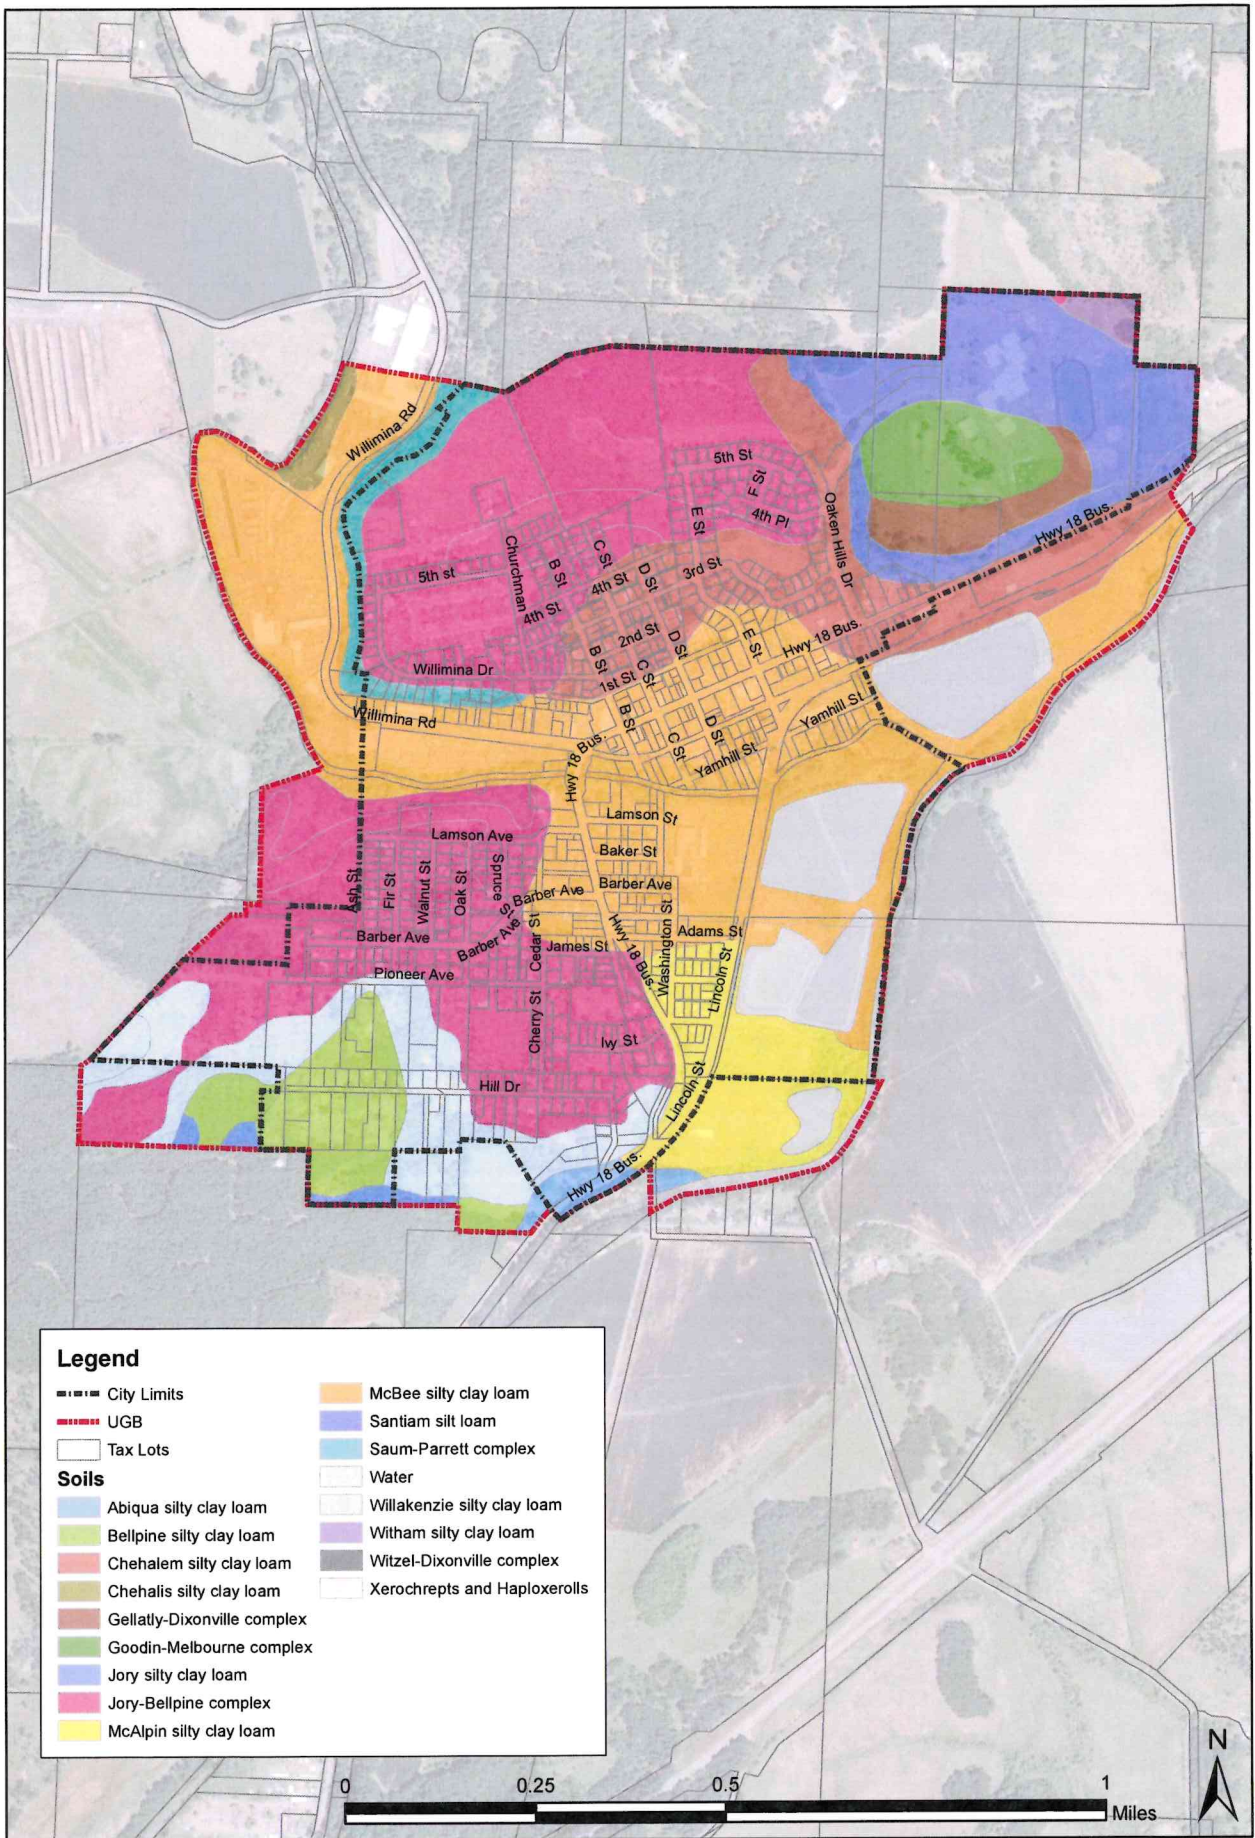 Willimina Rd
5th St
F St
4th Pl
E St
Oaken Hills Dr
Hwy 18 Bus.
Churchman
B St
C St
5th st
4th St
D St
3rd St
4th St
2nd St
D St
E St
Hwy 18 Bus.
B St
C St
1st St
Willimina Dr
Willimina Rd
B St
D St
C St
Yamhill St
Yamhill St
Hwy 18 Bus.
Lamson St
Lamson Ave
Baker St
Ash St
Fir St
Walnut St
Oak St
Spruce St
Barber Ave
Barber Ave
Barber Ave
Barber Ave
Cedar St
James St
Hwy 18 Bus.
Washington St
Adams St
Lincoln St
Pioneer Ave
Cherry St
Ivy St
Hill Dr
Lincoln St
Hwy 18 Bus.
Legend
City Limits
UGB
Tax Lots
Soils
Abiqua silty clay loam
Bellpine silty clay loam
Chehalem silty clay loam
Chehalis silty clay loam
Gellatly-Dixonville complex
Goodin-Melbourne complex
Jory silty clay loam
Jory-Bellpine complex
McAlpin silty clay loam
McBee silty clay loam
Santiam silt loam
Saum-Parrett complex
Water
Willakenzie silty clay loam
Witham silty clay loam
Witzel-Dixonville complex
Xerochrepts and Haploxerolls
N
0 0.25 0.5 1
Miles